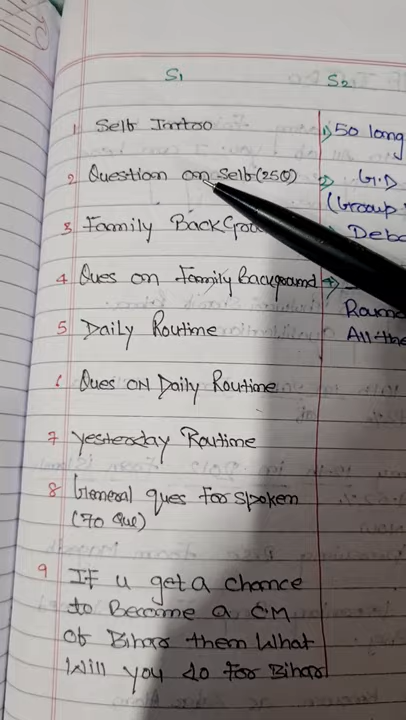 S1
1 Self Intro
2 Question on Self (250)
3 Family
4 Ques on Family Background
5 Daily Routine
6 Ques ON Daily Routine
7 yesterday Routine
8 General ques For spoken
(70 Que)
9 If u get a chance
to Become a CM
of Bihar them What
Will you do For Bihar
S2
1) 50 long
2) G.D
(Group
Deba
All-the